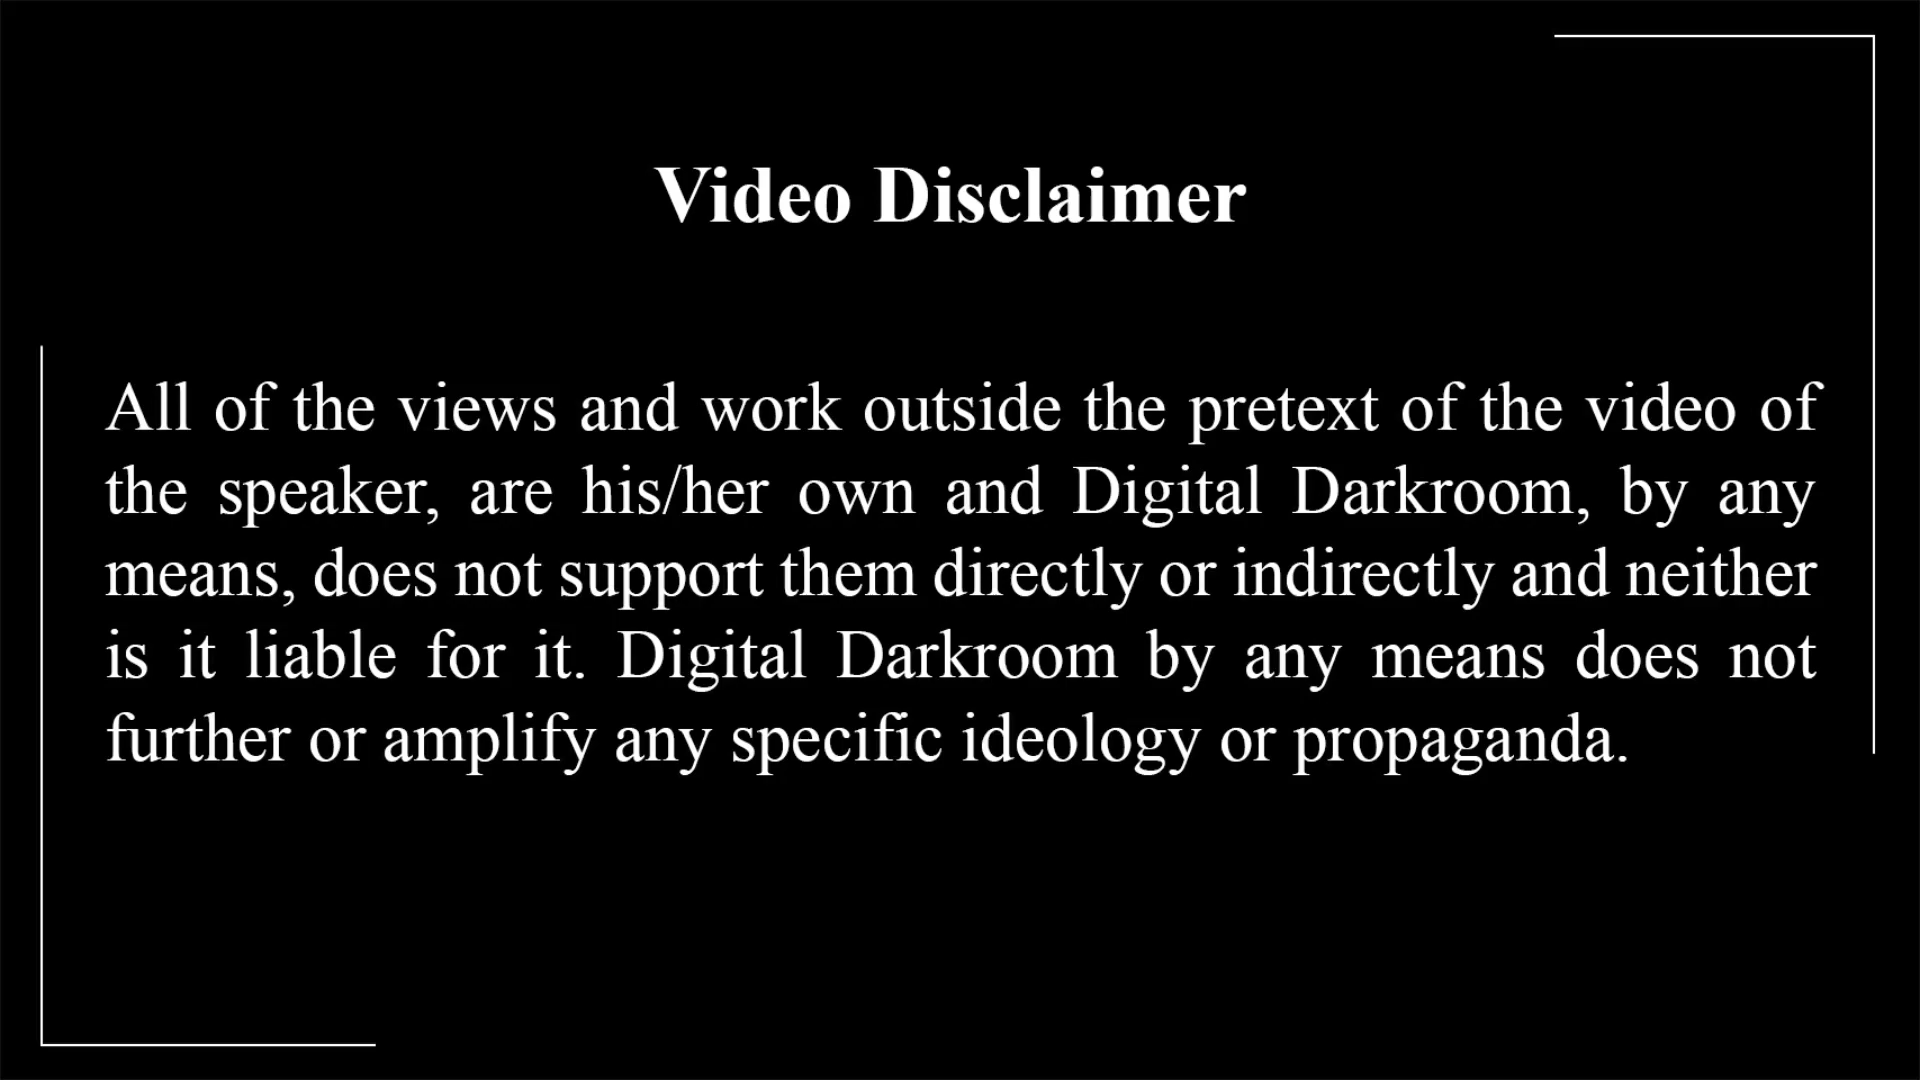 Video Disclaimer
All of the views and work outside the pretext of the video of
the speaker, are his/her own and Digital Darkroom, by any
means, does not support them directly or indirectly and neither
is it liable for it. Digital Darkroom by any means does not
further or amplify any specific ideology or propaganda.